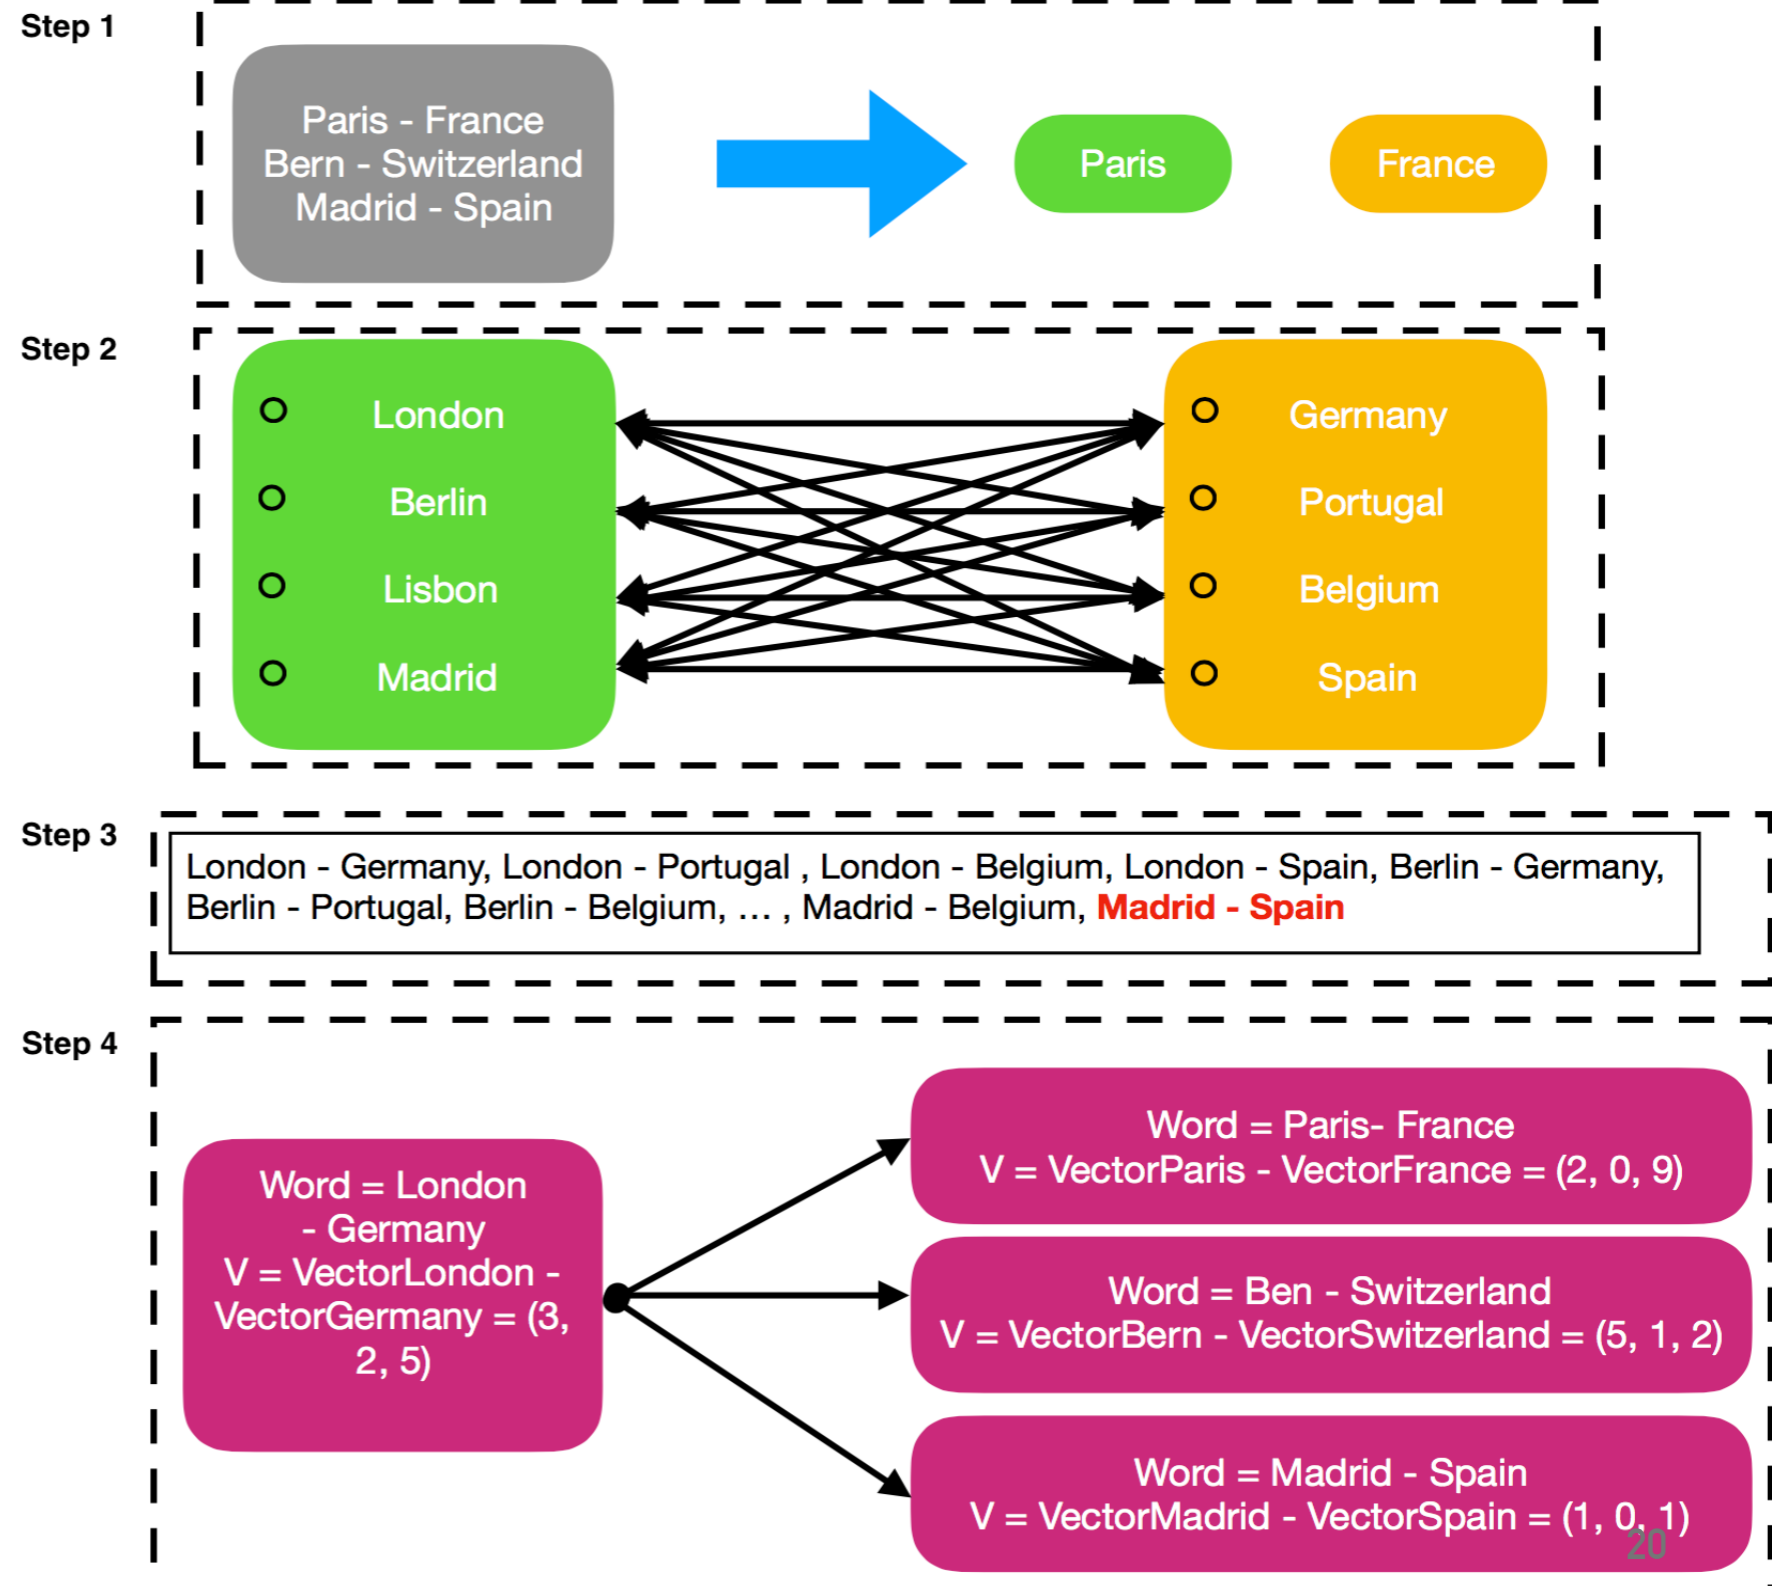 Step 1
Paris - France
Bern - Switzerland
Madrid - Spain
Paris
France
Step 2
London
Berlin
Lisbon
Madrid
Germany
Portugal
Belgium
Spain
Step 3
London - Germany, London - Portugal , London - Belgium, London - Spain, Berlin - Germany,
Berlin - Portugal, Berlin - Belgium, ... , Madrid - Belgium, Madrid - Spain
Step 4
Word = London
- Germany
V = VectorLondon -
VectorGermany = (3,
2, 5)
Word = Paris- France
V = VectorParis - VectorFrance = (2, 0, 9)
Word = Ben - Switzerland
V = VectorBern - VectorSwitzerland = (5, 1, 2)
Word = Madrid - Spain
V = VectorMadrid - VectorSpain = (1, 0, 1)
20